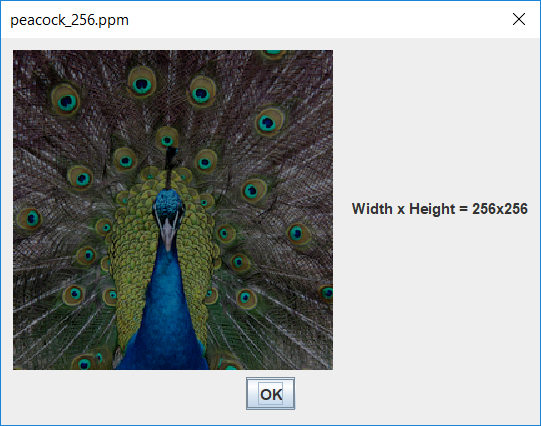 peacock_256.ppm
Width x Height = 256x256
OK